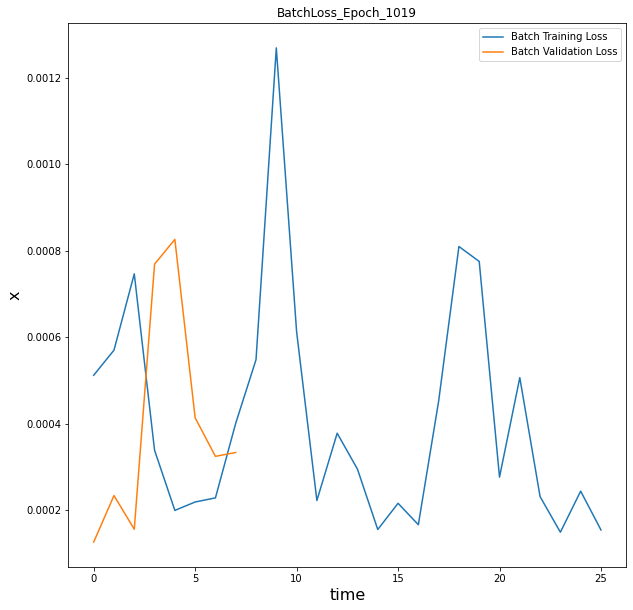 BatchLoss_Epoch_1019
Batch Training Loss
Batch Validation Loss
0.0012
0.0010
0.0008
0.0006
0.0004
0.0002
x
0 5 10 15 20 25
time